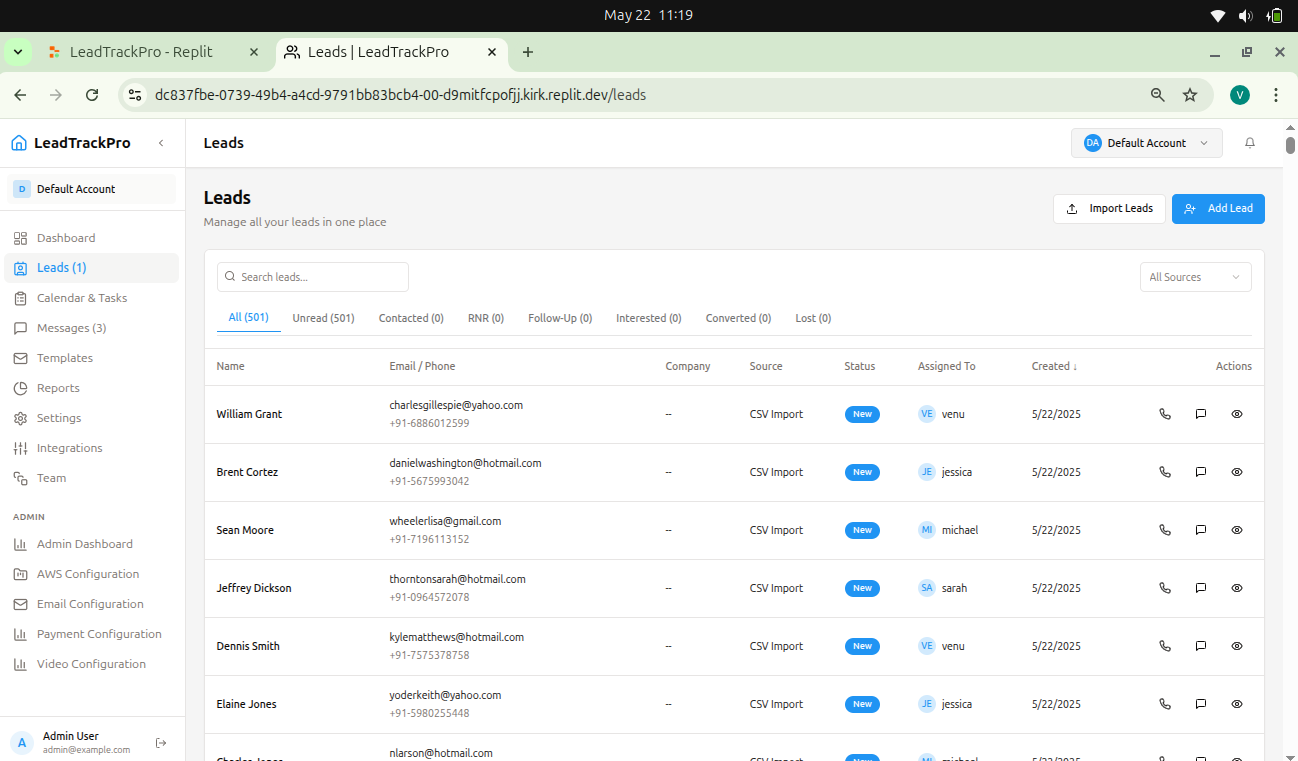 May 22 11:19
LeadTrackPro - Replit
Leads | LeadTrackPro
dc837fbe-0739-49b4-a4cd-9791bb83bcb4-00-d9mitfcpofjj.kirk.replit.dev/leads
V
LeadTrackPro
Leads
DA Default Account
D Default Account
Dashboard
Leads (1)
Calendar & Tasks
Messages (3)
Templates
Reports
Settings
Integrations
Team
ADMIN
Admin Dashboard
AWS Configuration
Email Configuration
Payment Configuration
Video Configuration
A
Admin User
admin@example.com
Leads
Manage all your leads in one place
Import Leads
Add Lead
Search leads...
All Sources
All (501) Unread (501) Contacted (0) RNR (0) Follow-Up (0) Interested (0) Converted (0) Lost (0)
Name Email / Phone Company Source Status Assigned To Created ↓ Actions
William Grant charlesgillespie@yahoo.com -- CSV Import New VE venu 5/22/2025
+91-6886012599
Brent Cortez danielwashington@hotmail.com -- CSV Import New JE jessica 5/22/2025
+91-5675993042
Sean Moore wheelerlisa@gmail.com -- CSV Import New MI michael 5/22/2025
+91-7196113152
Jeffrey Dickson thorntonsarah@hotmail.com -- CSV Import New SA sarah 5/22/2025
+91-0964572078
Dennis Smith kylematthews@hotmail.com -- CSV Import New VE venu 5/22/2025
+91-7575378758
Elaine Jones yoderkeith@yahoo.com -- CSV Import New JE jessica 5/22/2025
+91-5980255448
nlarson@hotmail.com